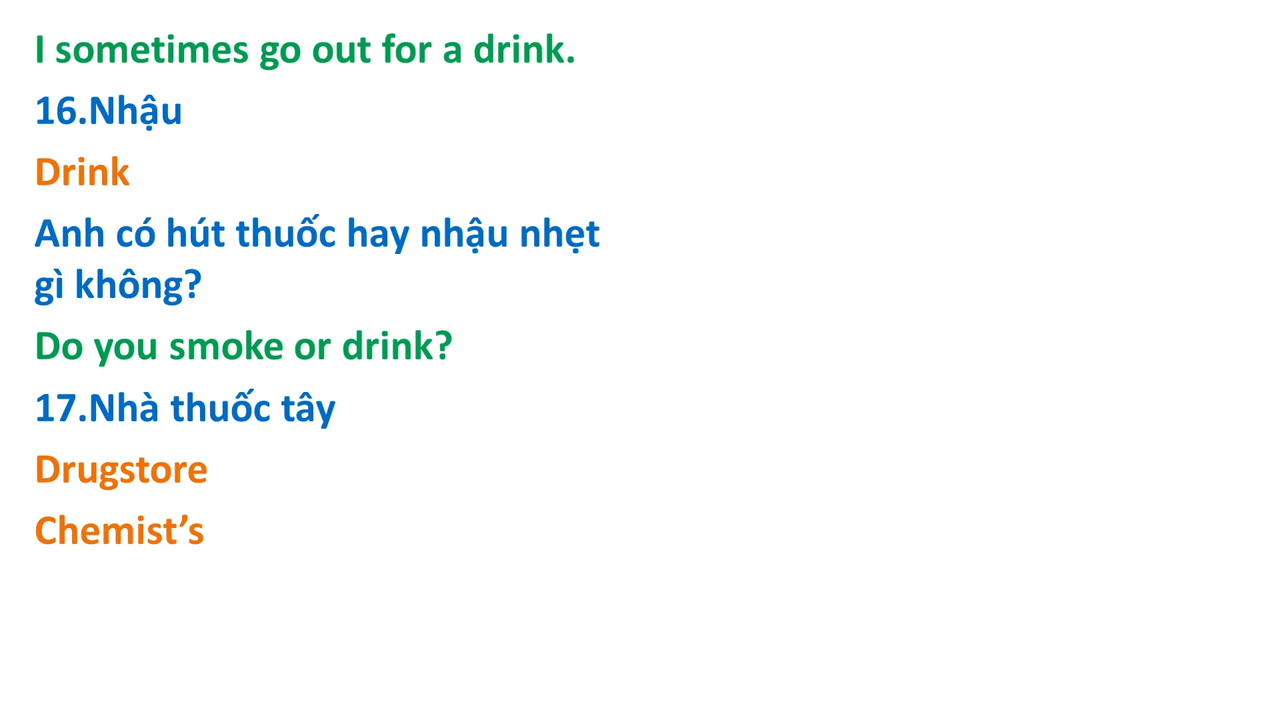 I sometimes go out for a drink.
16.Nhậu
Drink
Anh có hút thuốc hay nhậu nhẹt
gì không?
Do you smoke or drink?
17.Nhà thuốc tây
Drugstore
Chemist’s